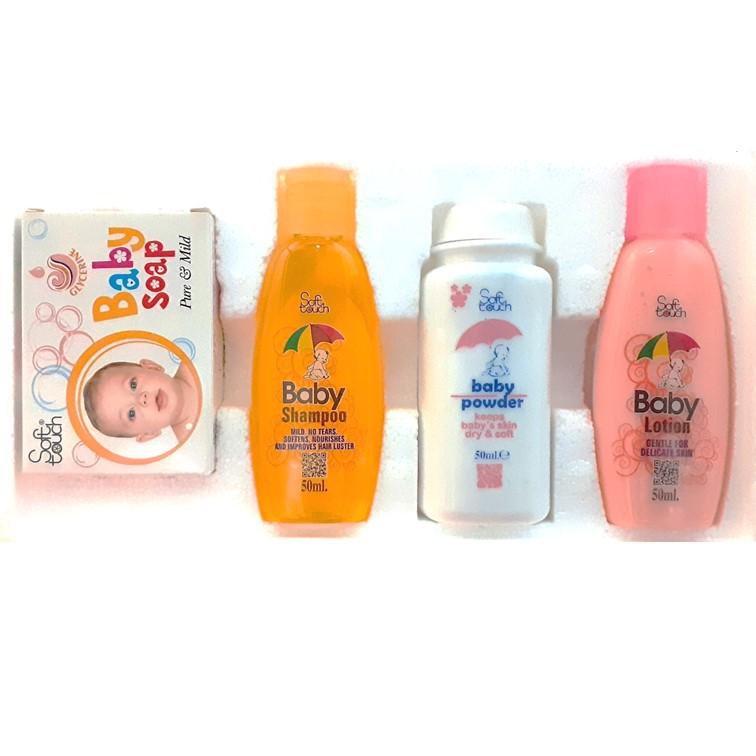 GLYCERINE
Baby
Soap
Pure & Mild
Soft
touch®
Soft
touch
Baby
Shampoo
MILD, NO TEARS,
SOFTENS, NOURISHES
AND IMPROVES HAIR LUSTER
50ml.
Soft
touch
baby
powder
keeps
baby's skin
dry & soft
50ml.℮
Soft
touch
Baby
Lotion
GENTLE FOR
DELICATE SKIN
50ml.